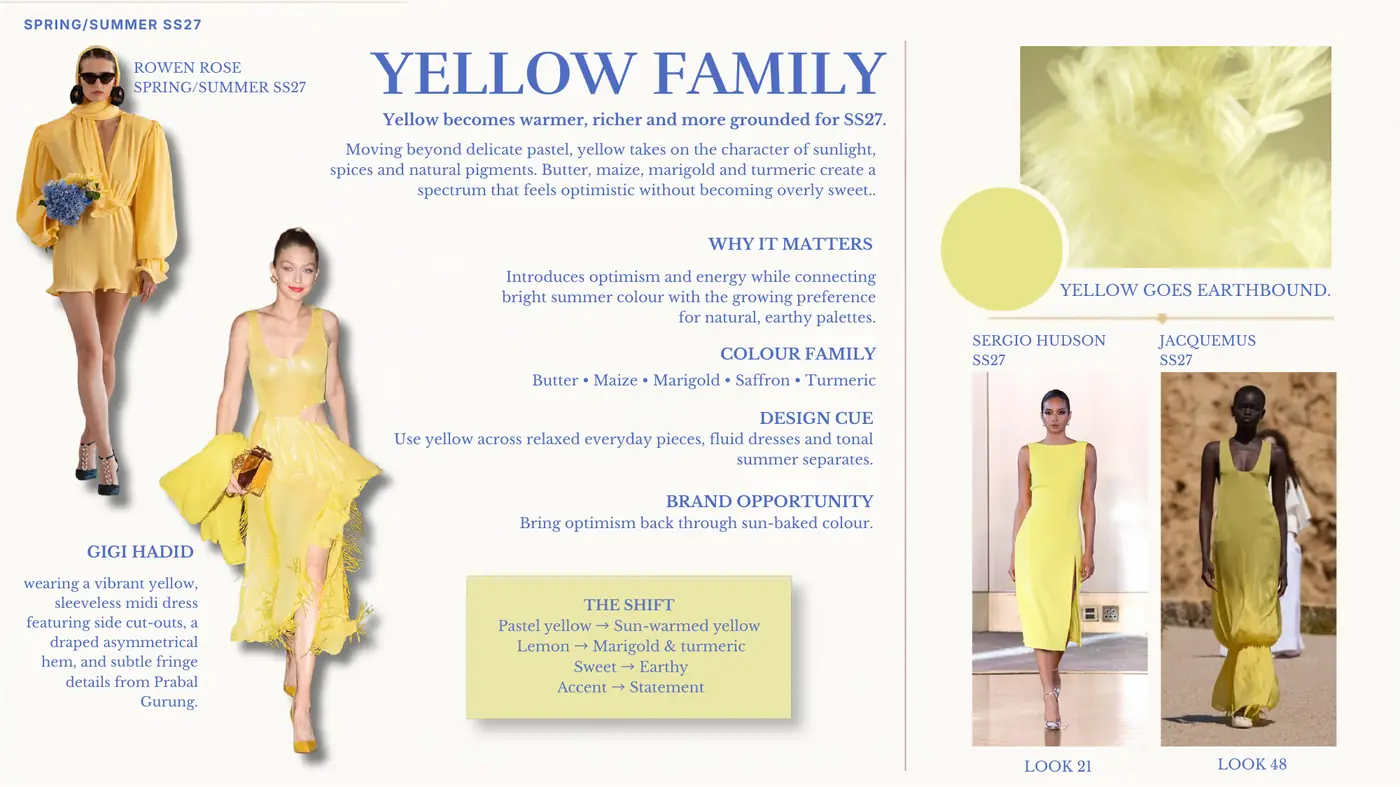 SPRING/SUMMER SS27
ROWEN ROSE
SPRING/SUMMER SS27
YELLOW FAMILY
Yellow becomes warmer, richer and more grounded for SS27.
Moving beyond delicate pastel, yellow takes on the character of sunlight,
spices and natural pigments. Butter, maize, marigold and turmeric create a
spectrum that feels optimistic without becoming overly sweet..
WHY IT MATTERS
Introduces optimism and energy while connecting
bright summer colour with the growing preference
for natural, earthy palettes.
COLOUR FAMILY
Butter • Maize • Marigold • Saffron • Turmeric
DESIGN CUE
Use yellow across relaxed everyday pieces, fluid dresses and tonal
summer separates.
BRAND OPPORTUNITY
Bring optimism back through sun-baked colour.
GIGI HADID
wearing a vibrant yellow,
sleeveless midi dress
featuring side cut-outs, a
draped asymmetrical
hem, and subtle fringe
details from Prabal
Gurung.
THE SHIFT
Pastel yellow → Sun-warmed yellow
Lemon → Marigold & turmeric
Sweet → Earthy
Accent → Statement
YELLOW GOES EARTHBOUND.
SERGIO HUDSON
SS27
JACQUEMUS
SS27
LOOK 21
LOOK 48